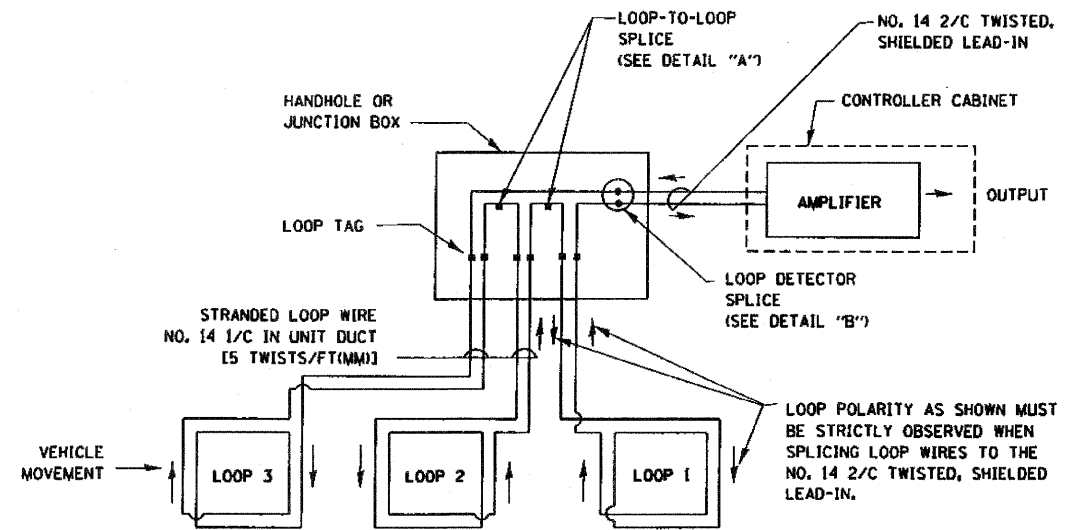 LOOP-TO-LOOP
SPLICE
(SEE DETAIL "A")
NO. 14 2/C TWISTED,
SHIELDED LEAD-IN
HANDHOLE OR
JUNCTION BOX
CONTROLLER CABINET
AMPLIFIER
OUTPUT
LOOP TAG
LOOP DETECTOR
SPLICE
(SEE DETAIL "B")
STRANDED LOOP WIRE
NO. 14 1/C IN UNIT DUCT
[5 TWISTS/FT(MM)]
LOOP POLARITY AS SHOWN MUST
BE STRICTLY OBSERVED WHEN
SPLICING LOOP WIRES TO THE
NO. 14 2/C TWISTED, SHIELDED
LEAD-IN.
VEHICLE
MOVEMENT
LOOP 3
LOOP 2
LOOP 1